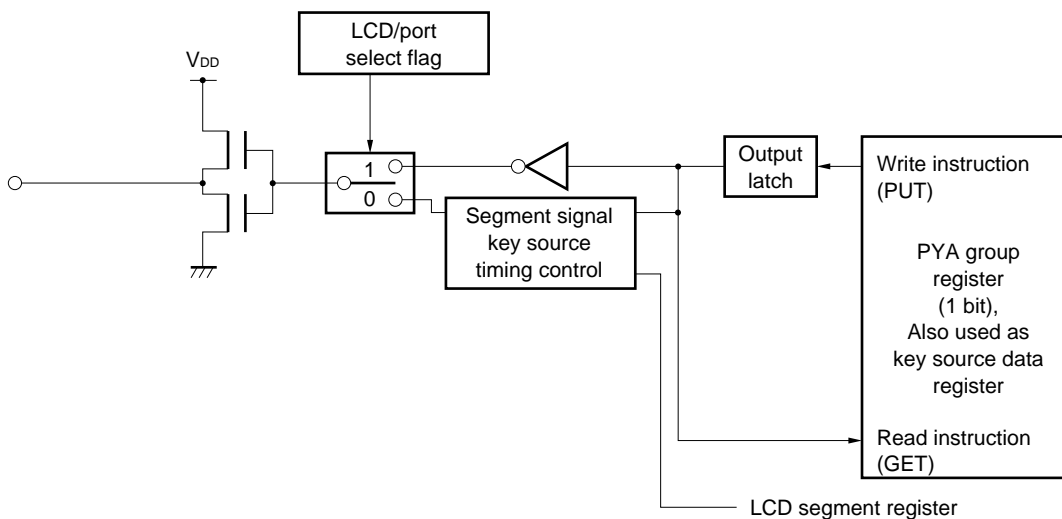 LCD/port
select flag
VDD
1
0
Output
latch
Write instruction
(PUT)
Segment signal
key source
timing control
PYA group
register
(1 bit),
Also used as
key source data
register
Read instruction
(GET)
LCD segment register